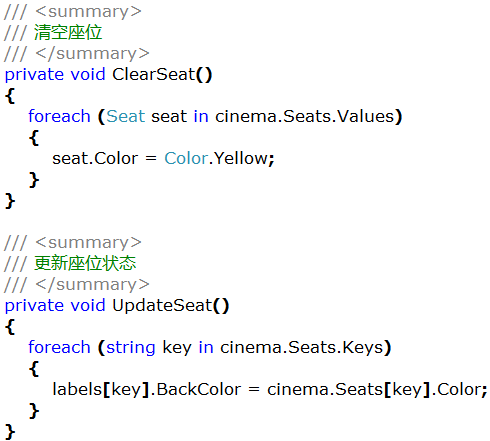 /// <summary>
/// 清空座位
/// </summary>
private void ClearSeat()
{
foreach (Seat seat in cinema.Seats.Values)
{
seat.Color = Color.Yellow;
}
}
/// <summary>
/// 更新座位状态
/// </summary>
private void UpdateSeat()
{
foreach (string key in cinema.Seats.Keys)
{
labels[key].BackColor = cinema.Seats[key].Color;
}
}